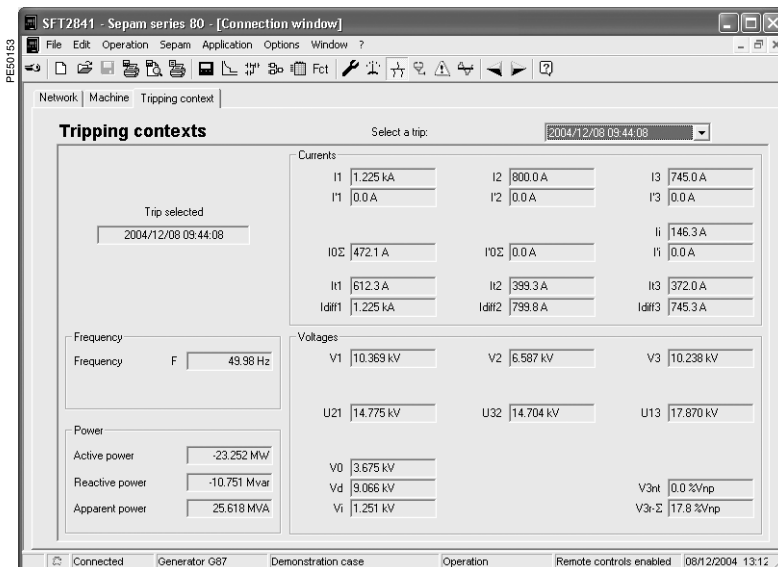 PE50153
SFT2841 - Sepam series 80 - [Connection window]
File Edit Operation Sepam Application Options Window ?
Fct
Network Machine Tripping context
Tripping contexts
Select a trip: 2004/12/08 09:44:08
Trip selected
2004/12/08 09:44:08
Currents
I1 1.225 kA I2 800.0 A I3 745.0 A
I'1 0.0 A I'2 0.0 A I'3 0.0 A
Ii 146.3 A
I0Σ 472.1 A I'0Σ 0.0 A I'i 0.0 A
It1 612.3 A It2 399.3 A It3 372.0 A
Idiff1 1.225 kA Idiff2 799.8 A Idiff3 745.3 A
Frequency
Frequency F 49.98 Hz
Voltages
V1 10.369 kV V2 6.587 kV V3 10.238 kV
U21 14.775 kV U32 14.704 kV U13 17.870 kV
Power
Active power -23.252 MW
Reactive power -10.751 Mvar
Apparent power 25.618 MVA
V0 3.675 kV
Vd 9.066 kV V3nt 0.0 %Vnp
Vi 1.251 kV V3r-Σ 17.8 %Vnp
Connected Generator G87 Demonstration case Operation Remote controls enabled 08/12/2004 13:12